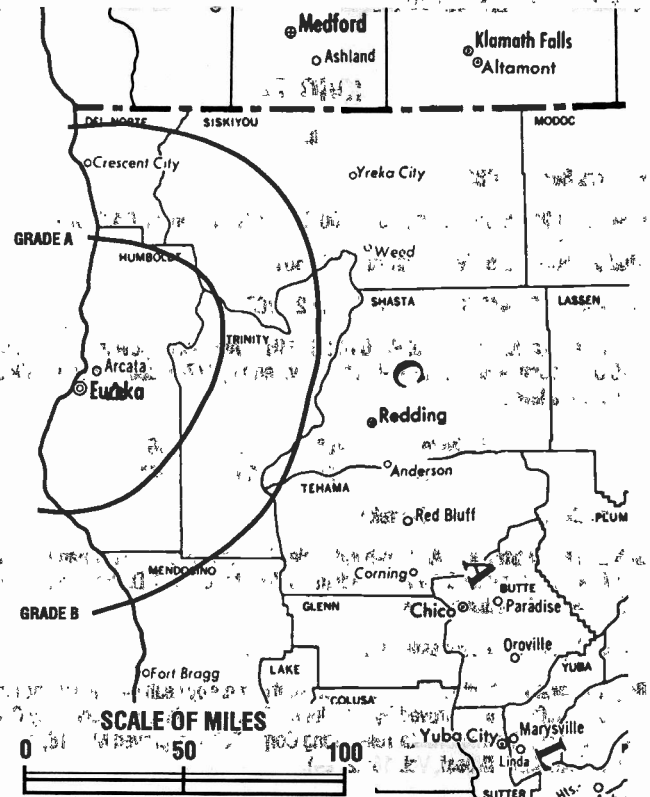 Medford
Ashland
Klamath Falls
Altamont
DEL NORTE
SISKIYOU
MODOC
Crescent City
Yreka City
GRADE A
HUMBOLDT
Weed
SHASTA
LASSEN
TRINITY
Arcata
Eureka
Redding
Anderson
TEHAMA
Red Bluff
PLUM
MENDOSINO
Corning
BUTTE
GLENN
Chico
Paradise
GRADE B
Oroville
Fort Bragg
LAKE
YUBA
COLUSA
SCALE OF MILES
Yuba City
Marysville
Linda
0 50 100
SUTTER